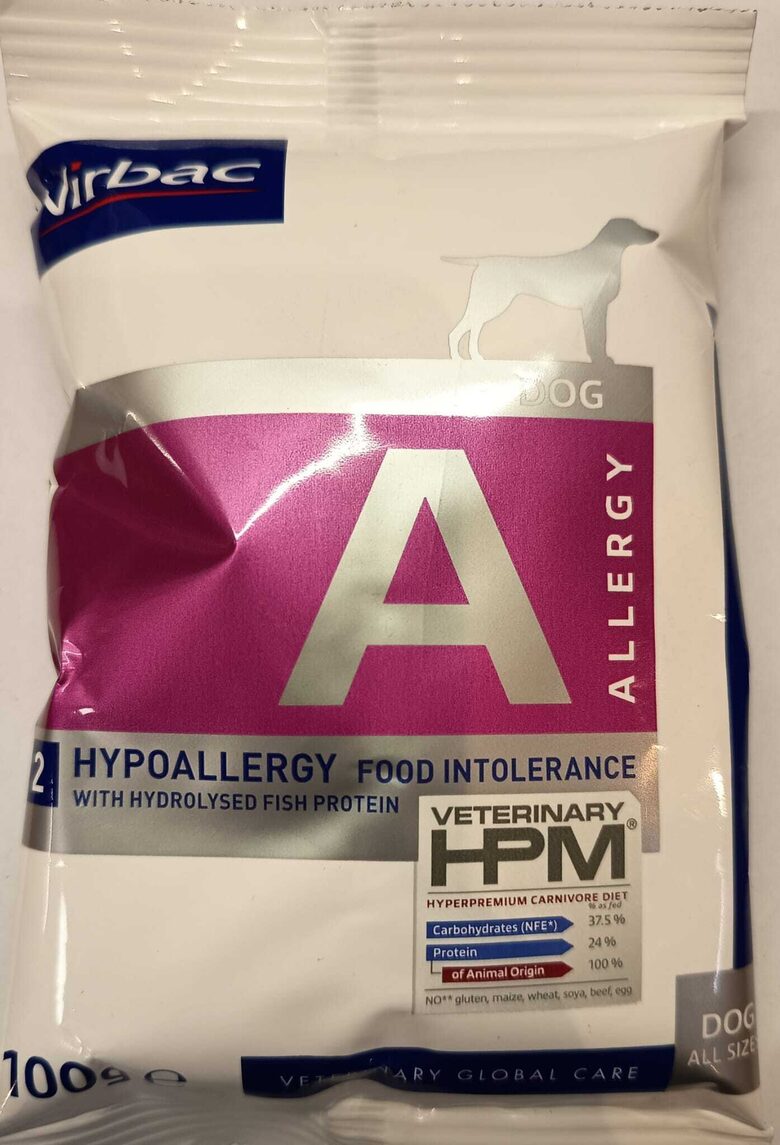 Virbac
DOG
A
ALLERGY
2
HYPOALLERGY FOOD INTOLERANCE
WITH HYDROLYSED FISH PROTEIN
VETERINARY
HPM®
HYPERPREMIUM CARNIVORE DIET
% as fed
Carbohydrates (NFE*) 37.5 %
Protein 24 %
of Animal Origin 100 %
NO** gluten, maize, wheat, soya, beef, egg
DOG
ALL SIZE
100g e
VETERINARY GLOBAL CARE